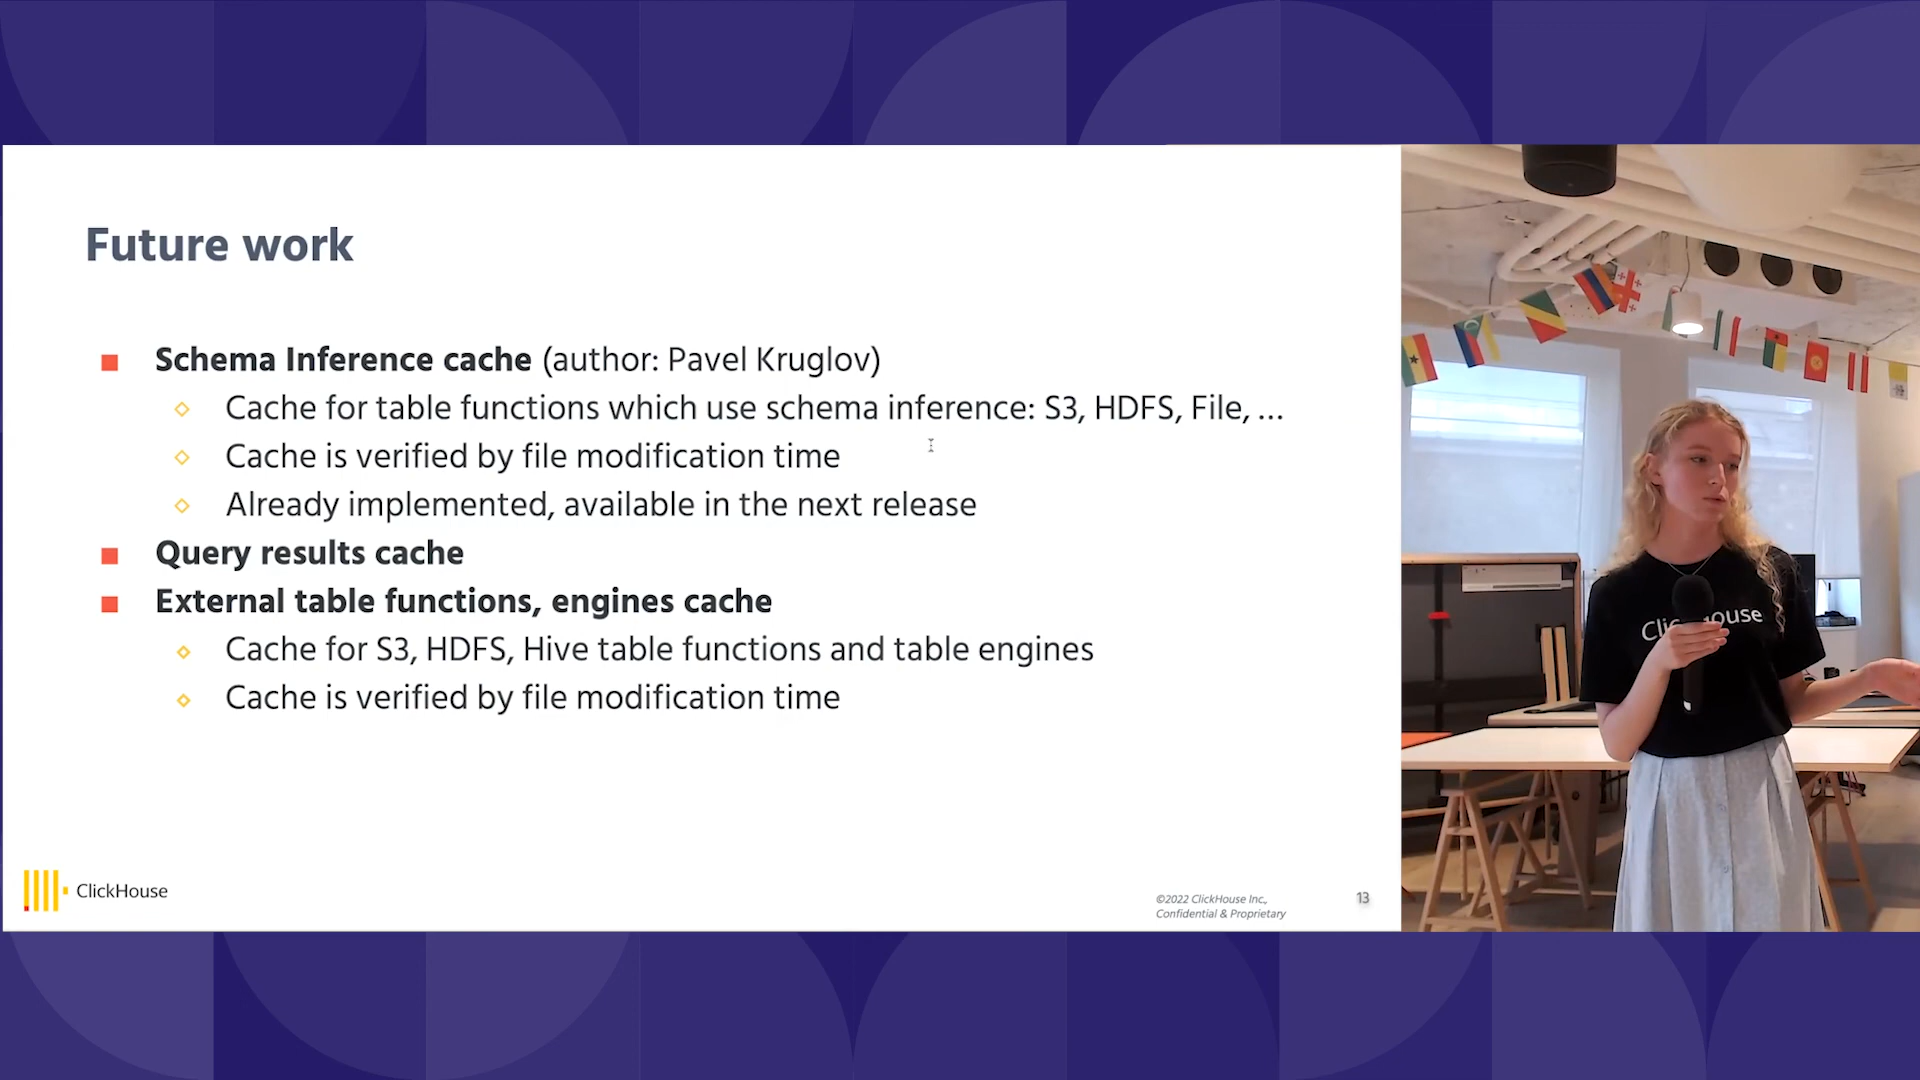 Future work
Schema Inference cache (author: Pavel Kruglov)
Cache for table functions which use schema inference: S3, HDFS, File, ...
Cache is verified by file modification time
Already implemented, available in the next release
Query results cache
External table functions, engines cache
Cache for S3, HDFS, Hive table functions and table engines
Cache is verified by file modification time
ClickHouse
©2022 ClickHouse Inc.,
Confidential & Proprietary
13